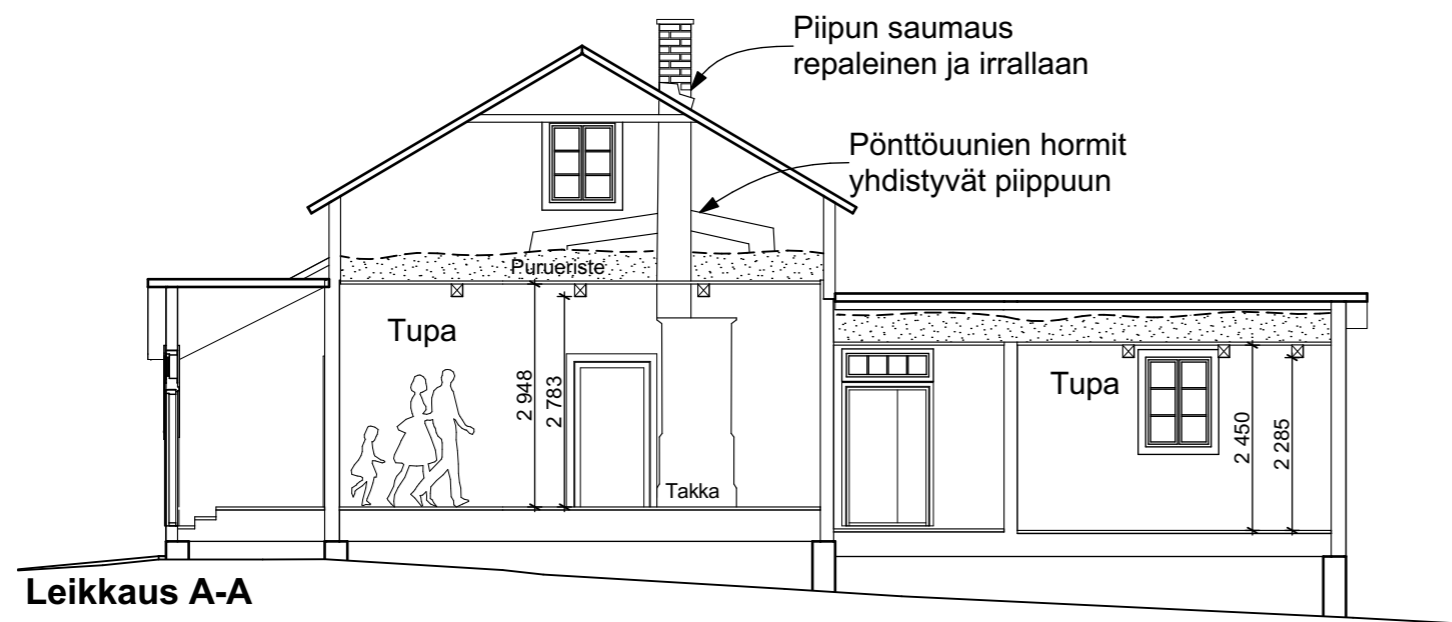 Piipun saumaus
repaleinen ja irrallaan
Pönttöuunien hormit
yhdistyvät piippuun
Purueriste
Tupa
2 948
2 783
Takka
Tupa
2 450
2 285
Leikkaus A-A